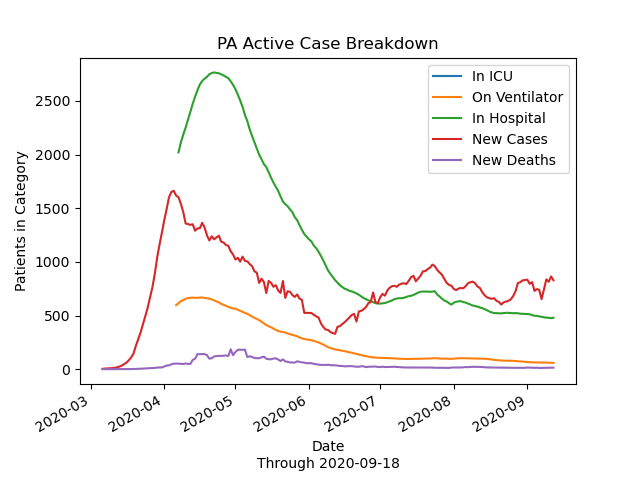 PA Active Case Breakdown
Patients in Category
2500
2000
1500
1000
500
0
In ICU
On Ventilator
In Hospital
New Cases
New Deaths
2020-03
2020-04
2020-05
2020-06
2020-07
2020-08
2020-09
Date
Through 2020-09-18